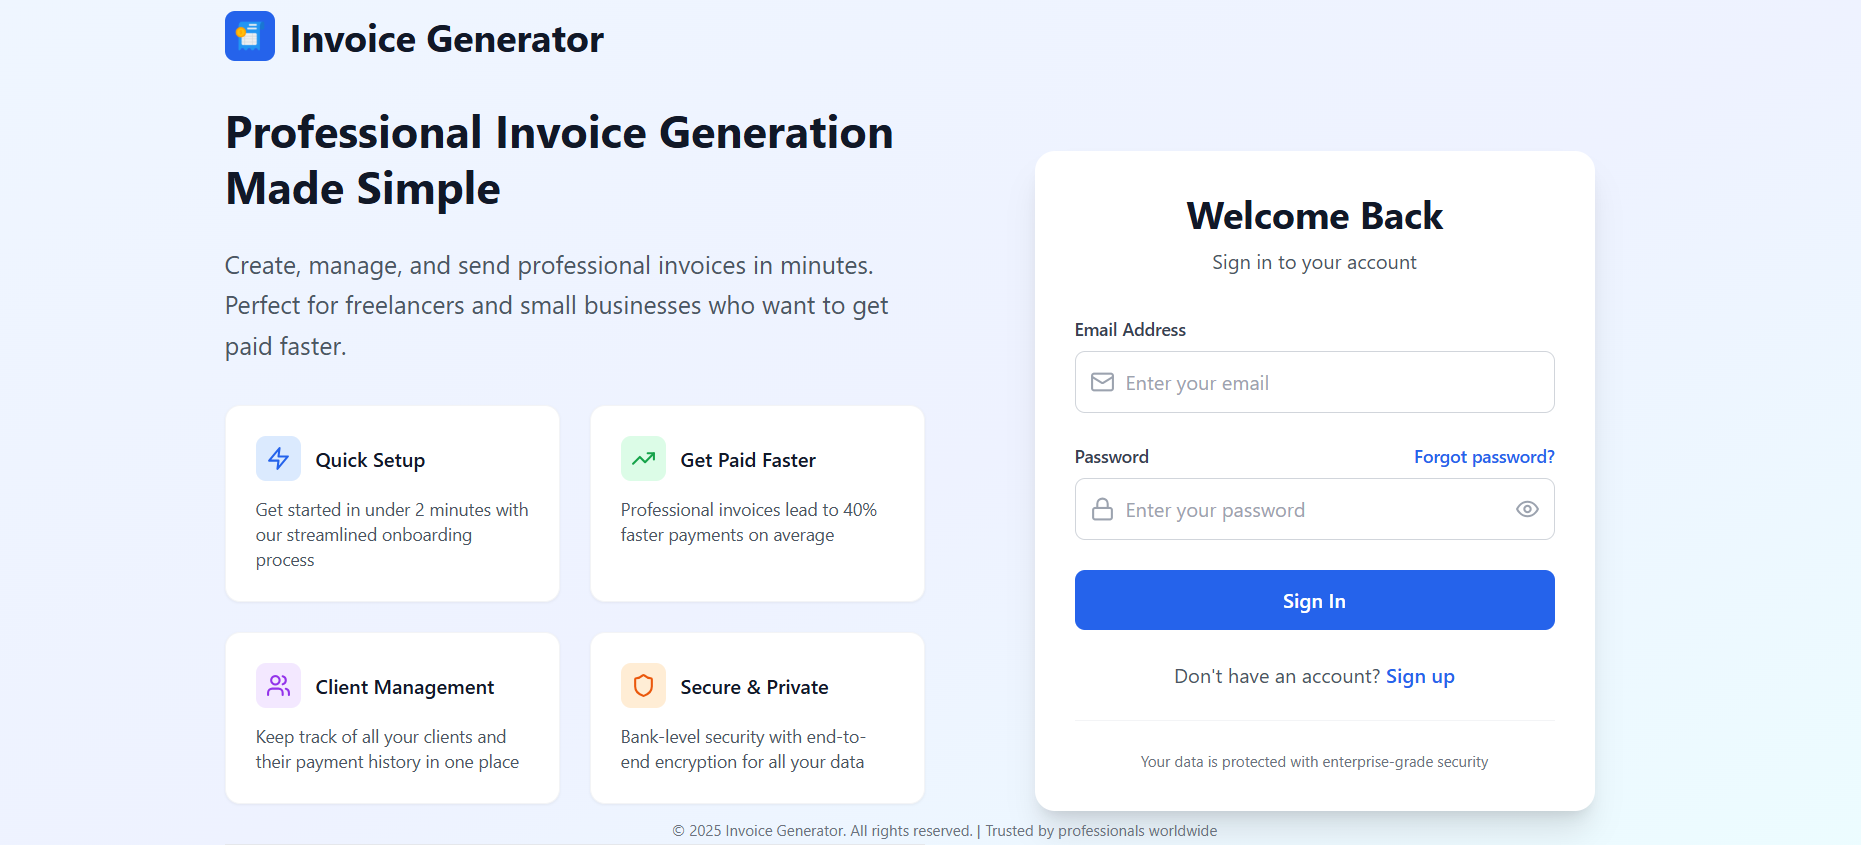 Invoice Generator
Professional Invoice Generation
Made Simple
Create, manage, and send professional invoices in minutes.
Perfect for freelancers and small businesses who want to get
paid faster.
Quick Setup
Get started in under 2 minutes with
our streamlined onboarding
process
Get Paid Faster
Professional invoices lead to 40%
faster payments on average
Client Management
Keep track of all your clients and
their payment history in one place
Secure & Private
Bank-level security with end-to-
end encryption for all your data
Welcome Back
Sign in to your account
Email Address
Enter your email
Password
Forgot password?
Enter your password
Sign In
Don't have an account? Sign up
Your data is protected with enterprise-grade security
© 2025 Invoice Generator. All rights reserved. | Trusted by professionals worldwide